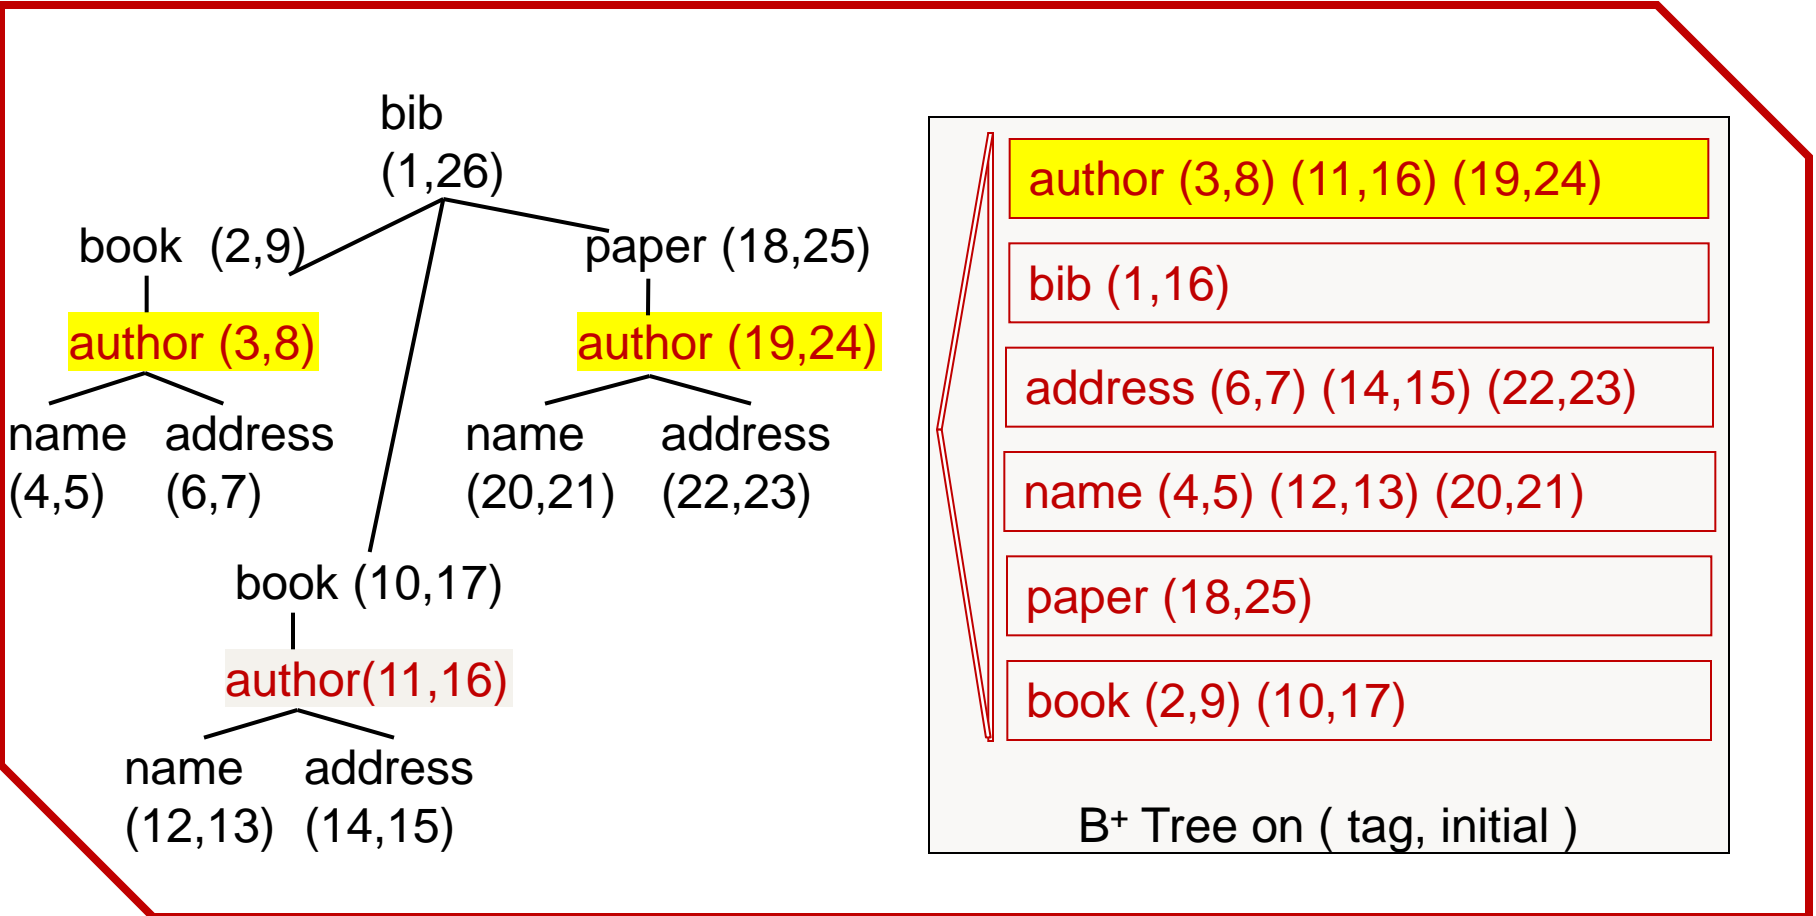 bib
(1,26)
book (2,9)
paper (18,25)
author (3,8)
author (19,24)
name address
(4,5) (6,7)
name address
(20,21) (22,23)
book (10,17)
author(11,16)
name address
(12,13) (14,15)
author (3,8) (11,16) (19,24)
bib (1,16)
address (6,7) (14,15) (22,23)
name (4,5) (12,13) (20,21)
paper (18,25)
book (2,9) (10,17)
B⁺ Tree on ( tag, initial )